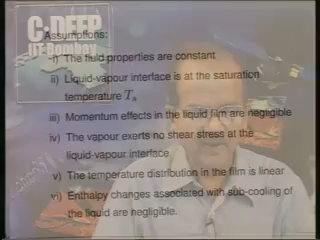 C-DEEP
IIT Bombay
Assumptions:
i) The fluid properties are constant
ii) Liquid-vapour interface is at the saturation
temperature Ts
iii) Momentum effects in the liquid film are negligible
iv) The vapour exerts no shear stress at the
liquid-vapour interface
v) The temperature distribution in the film is linear
vi) Enthalpy changes associated with sub-cooling of
the liquid are negligible.